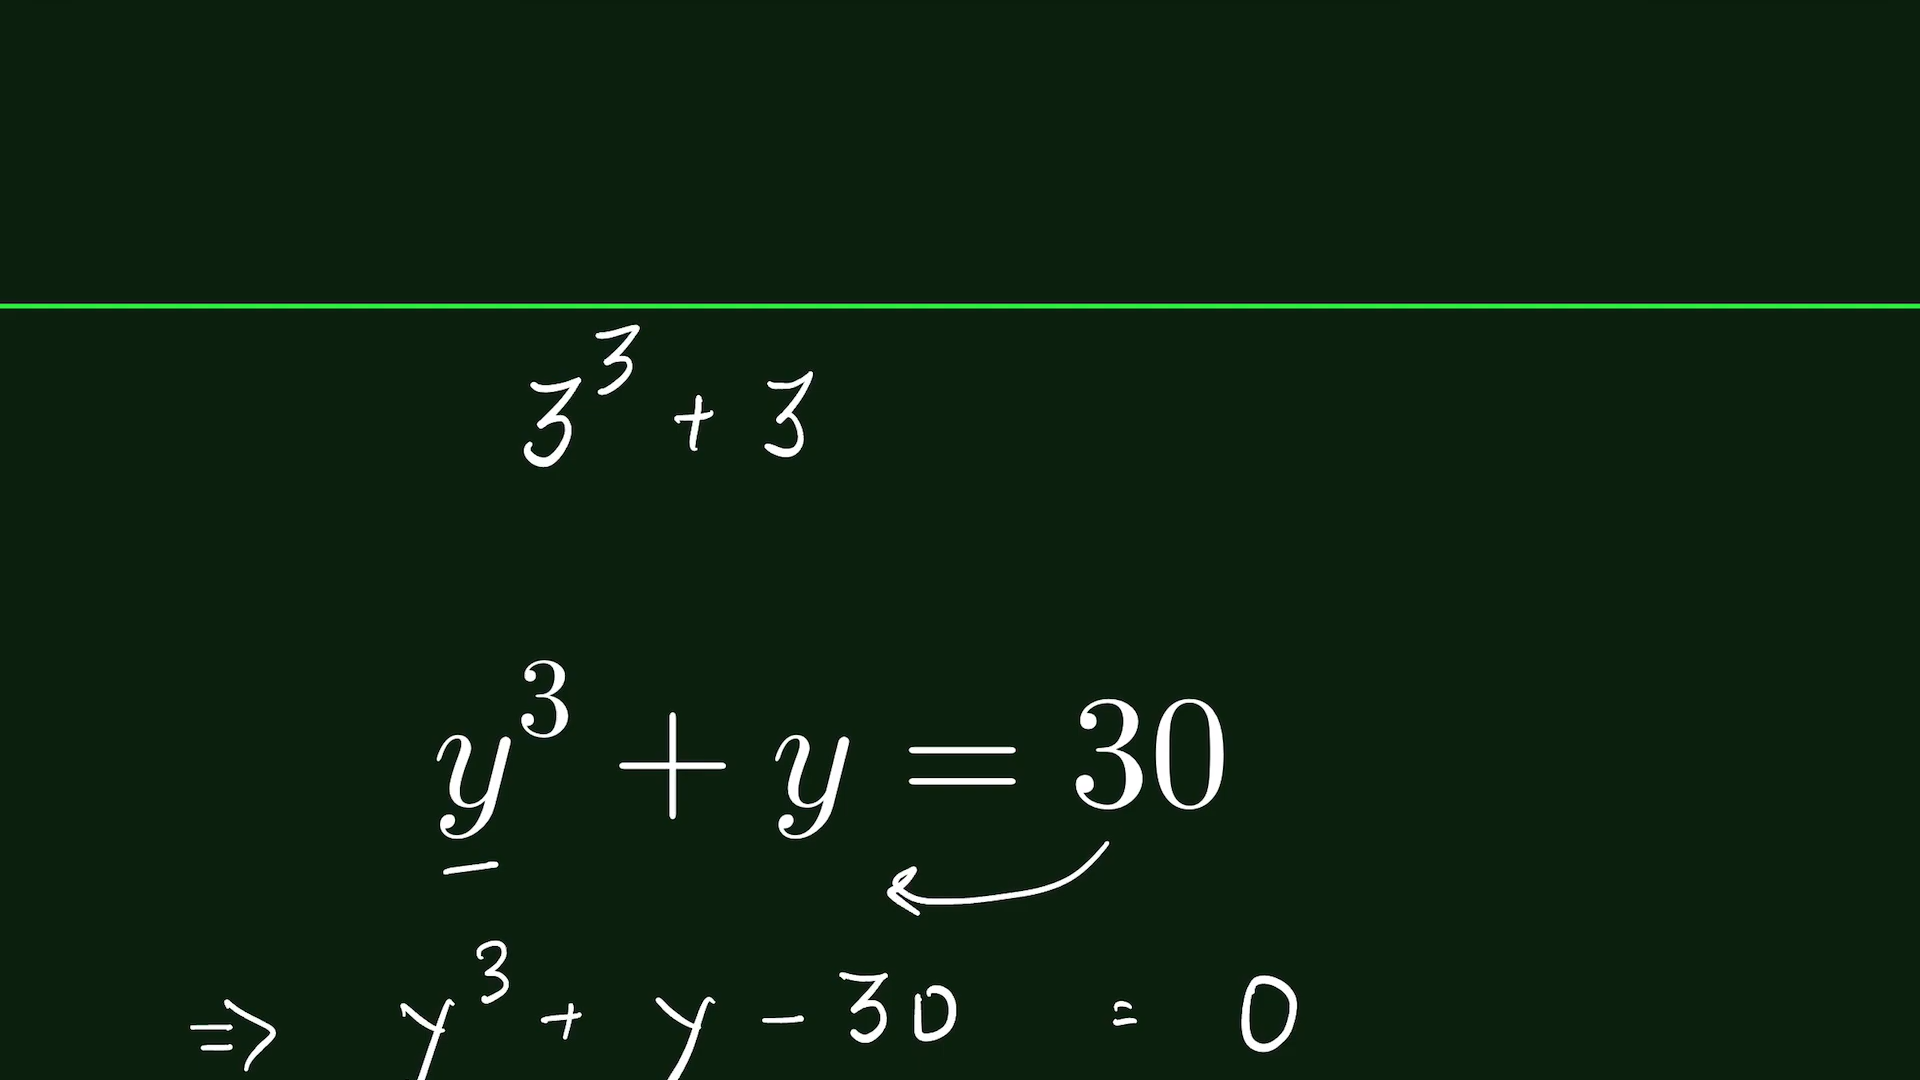 3³ + 3
y³ + y = 30
⇒ y³ + y - 30 = 0